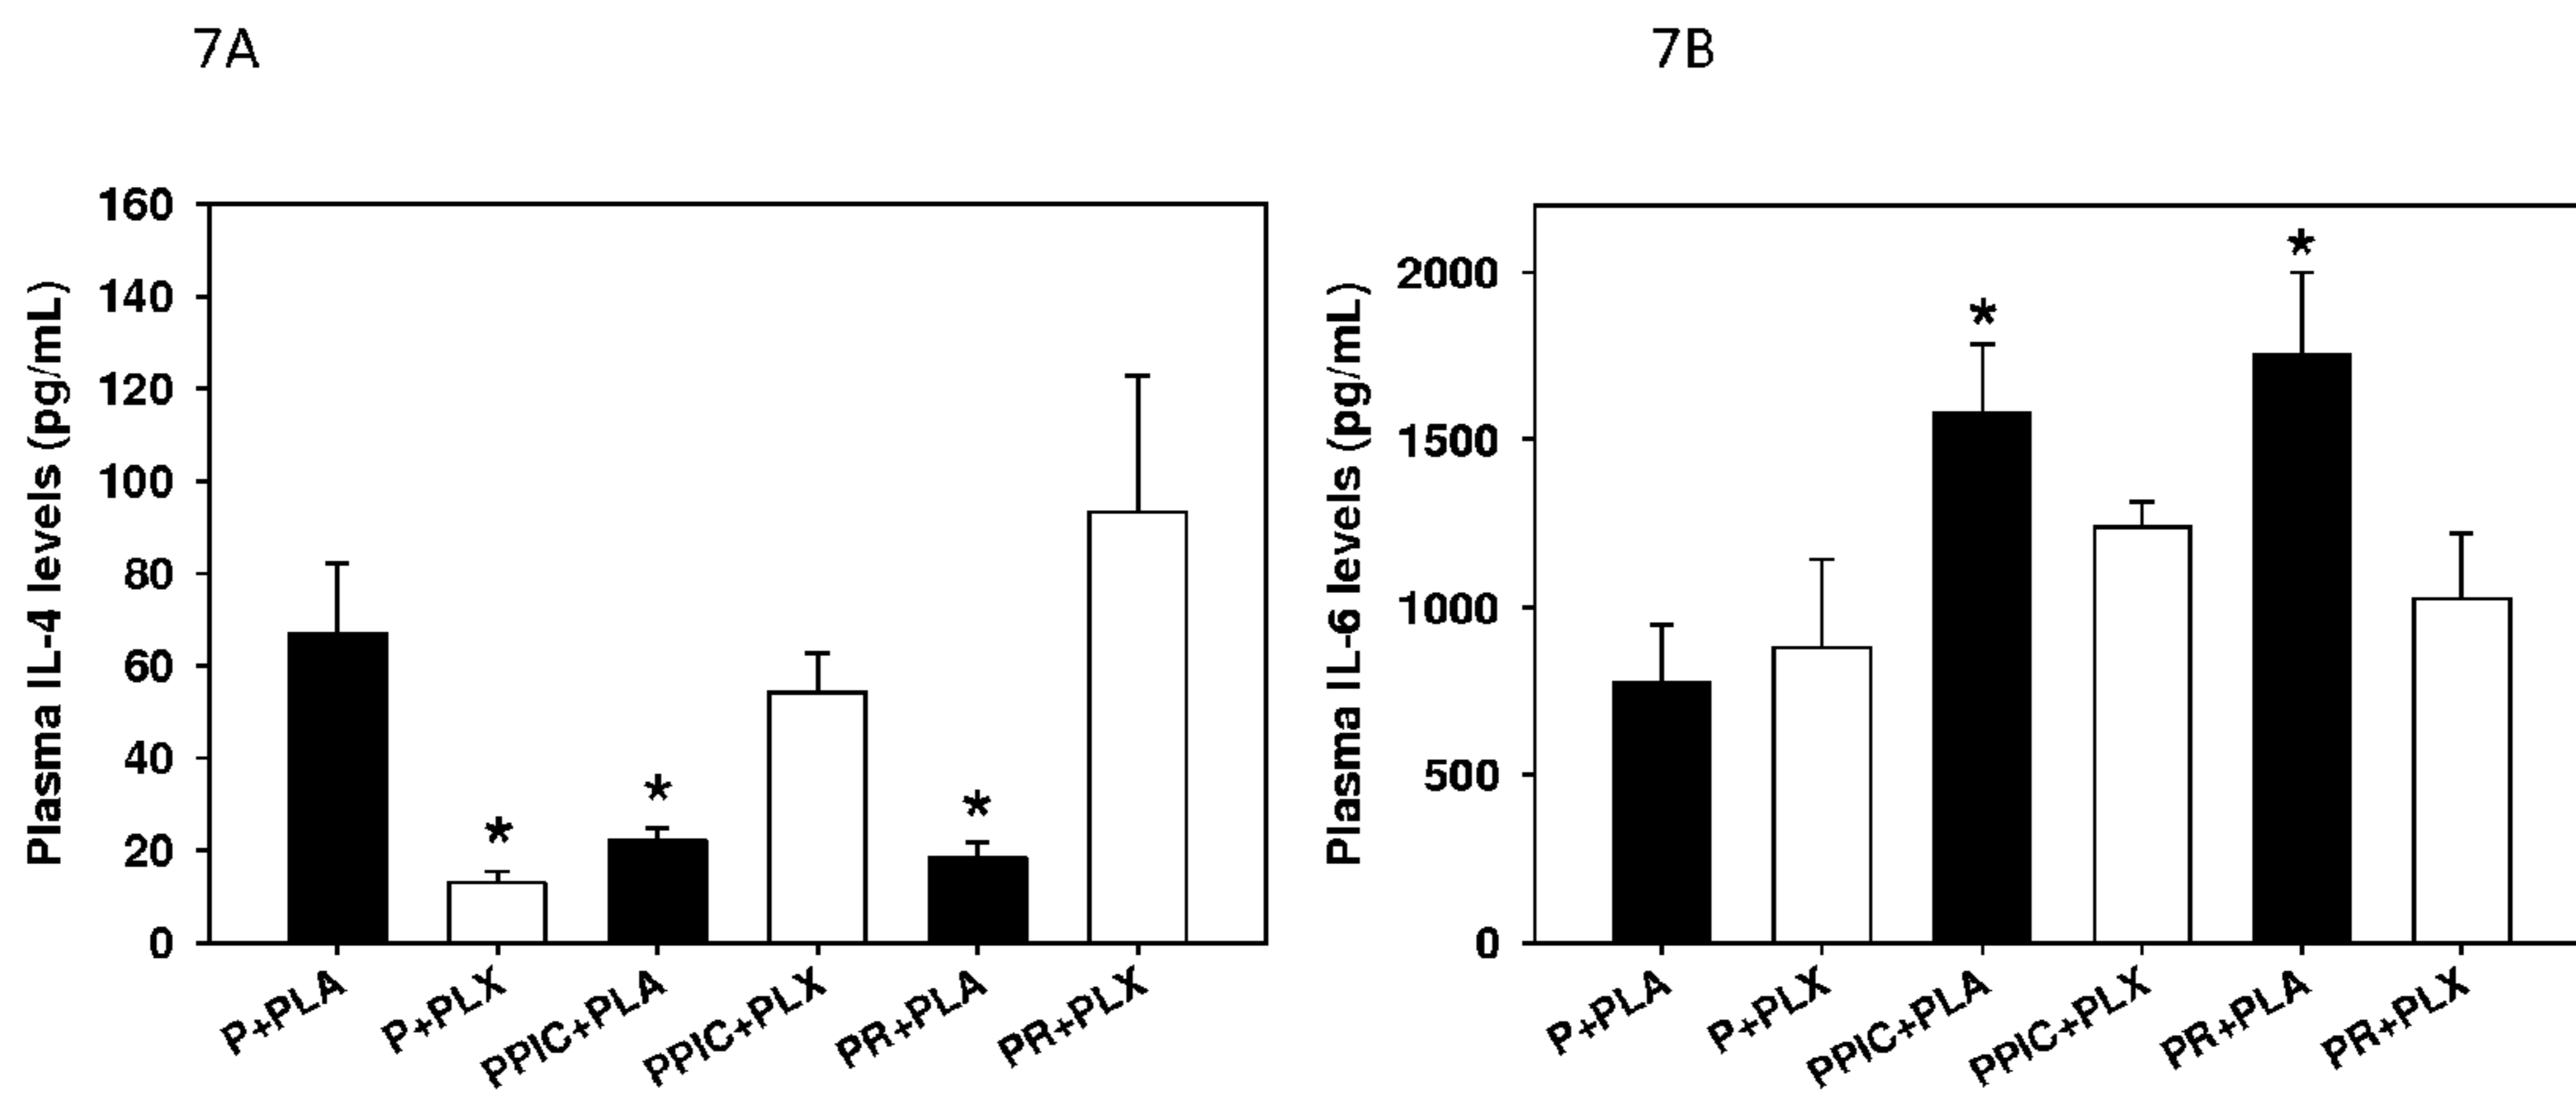 7A
7B
Plasma IL-4 levels (pg/mL)
160
140
120
100
80
60
40
20
0
*
*
*
P+PLA
P+PLX
PPIC+PLA
PPIC+PLX
PR+PLA
PR+PLX
Plasma IL-6 levels (pg/mL)
2000
1500
1000
500
0
*
*
P+PLA
P+PLX
PPIC+PLA
PPIC+PLX
PR+PLA
PR+PLX